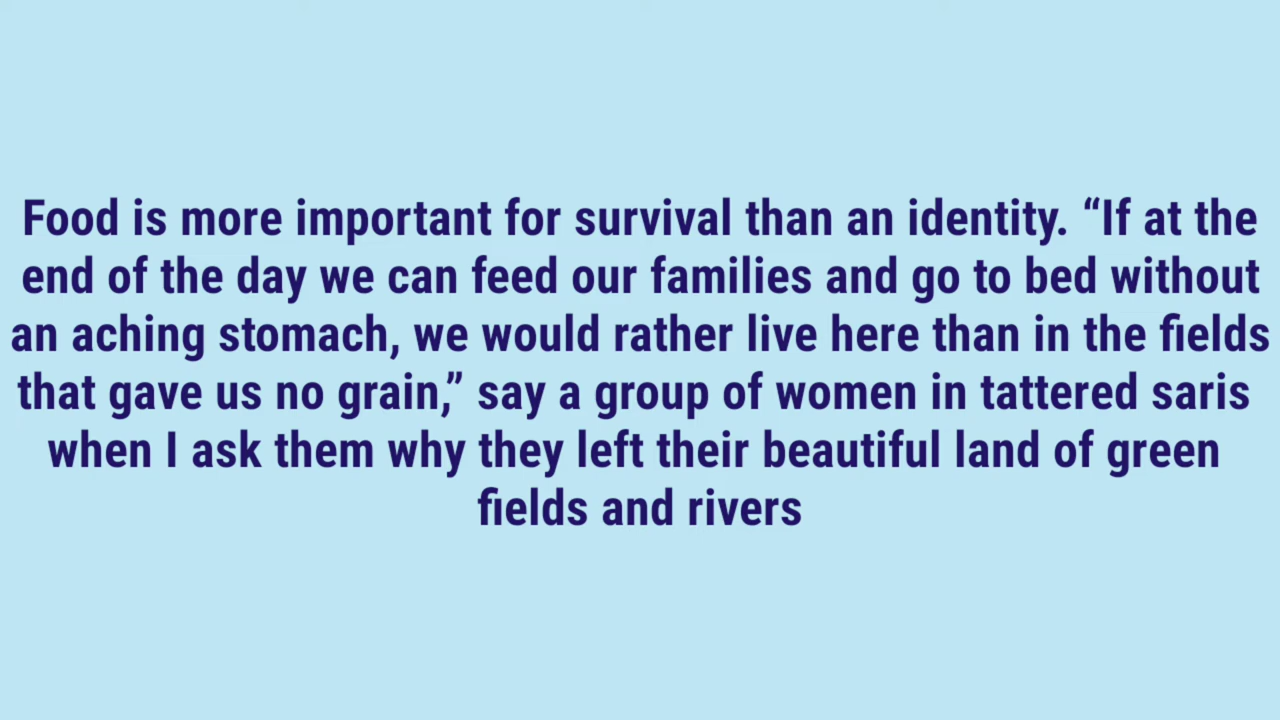 Food is more important for survival than an identity. “If at the
end of the day we can feed our families and go to bed without
an aching stomach, we would rather live here than in the fields
that gave us no grain,” say a group of women in tattered saris
when I ask them why they left their beautiful land of green
fields and rivers